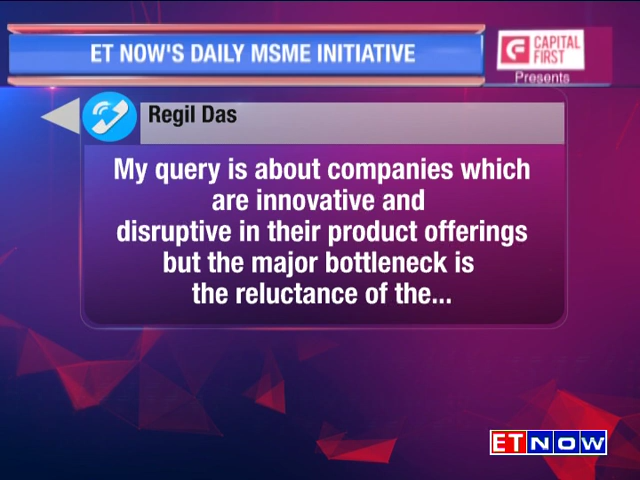 ET NOW'S DAILY MSME INITIATIVE
CAPITAL
FIRST
Presents
Regil Das
My query is about companies which
are innovative and
disruptive in their product offerings
but the major bottleneck is
the reluctance of the...
ET NOW